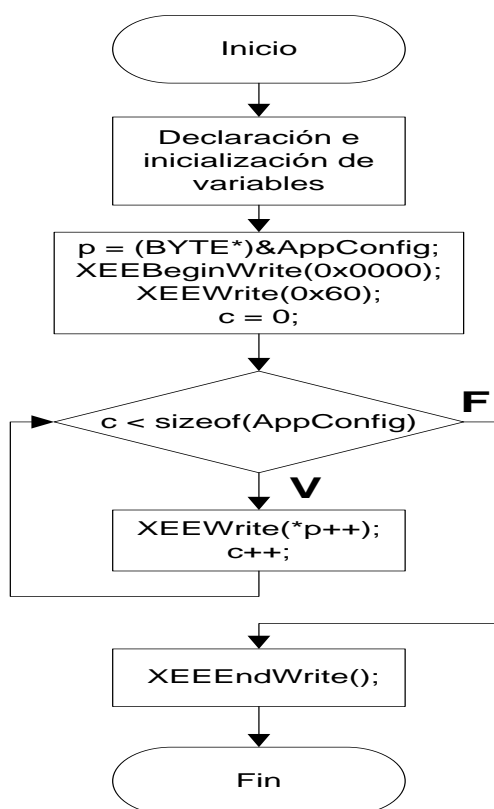 Inicio
Declaración e
inicialización de
variables
p = (BYTE*)&AppConfig;
XEEBeginWrite(0x0000);
XEEWrite(0x60);
c = 0;
c < sizeof(AppConfig)
F
V
XEEWrite(*p++);
c++;
XEEEndWrite();
Fin